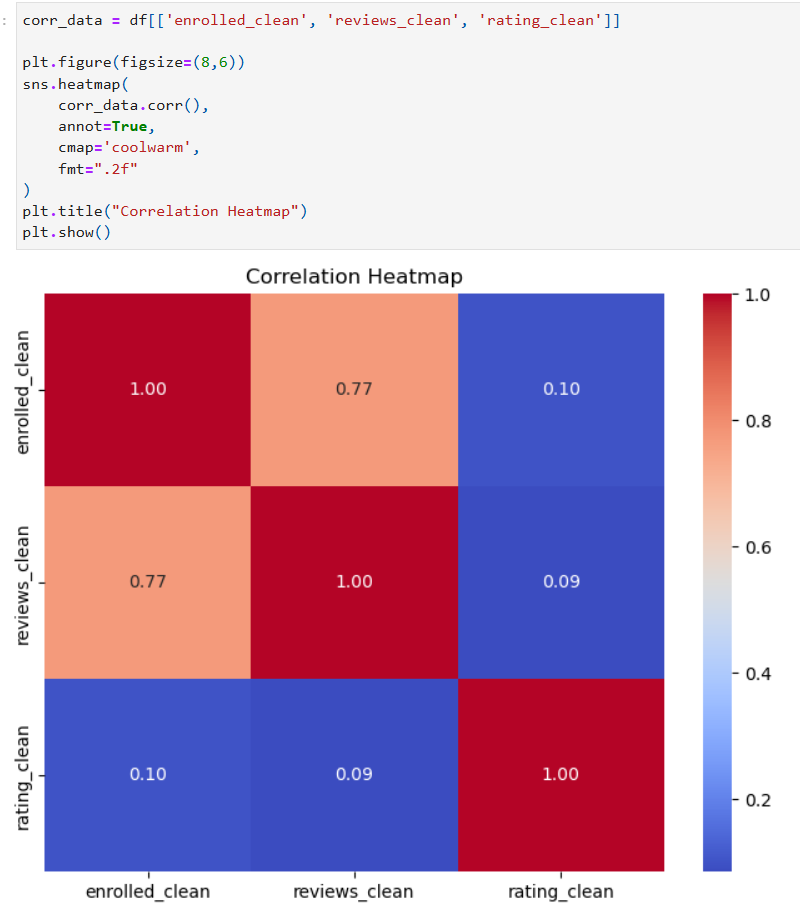 :
corr_data = df[['enrolled_clean', 'reviews_clean', 'rating_clean']]
plt.figure(figsize=(8,6))
sns.heatmap(
    corr_data.corr(),
    annot=True,
    cmap='coolwarm',
    fmt=".2f"
)
plt.title("Correlation Heatmap")
plt.show()
Correlation Heatmap
enrolled_clean
1.00
0.77
0.10
reviews_clean
0.77
1.00
0.09
rating_clean
0.10
0.09
1.00
enrolled_clean
reviews_clean
rating_clean
1.0
0.8
0.6
0.4
0.2